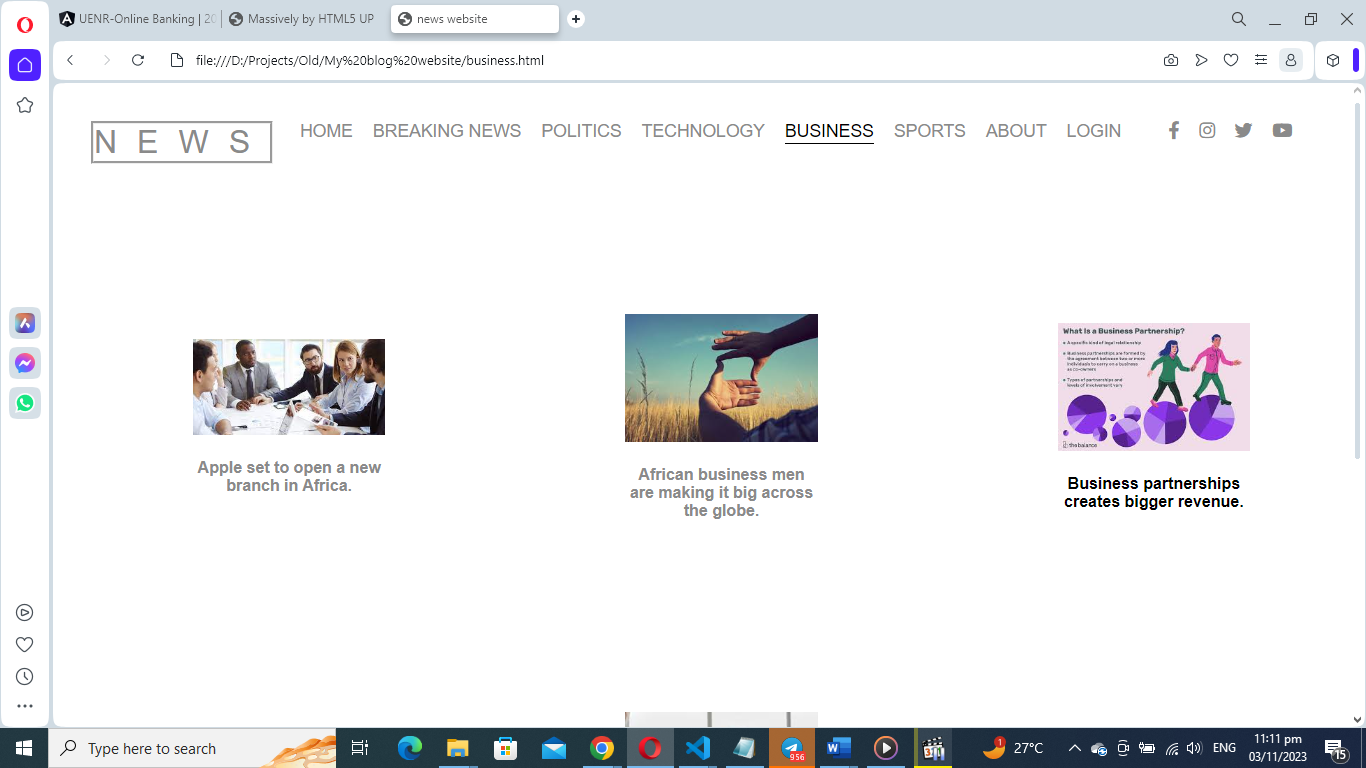 UENR-Online Banking | 20
Massively by HTML5 UP
news website
file:///D:/Projects/Old/My%20blog%20website/business.html
N E W S
HOME
BREAKING NEWS
POLITICS
TECHNOLOGY
BUSINESS
SPORTS
ABOUT
LOGIN
What Is a Business Partnership?
A specific kind of legal relationship
Business partnerships are formed by
the agreement between two or more
individuals to carry on a business
as co-owners
Types of partnerships and
levels of involvement vary
the balance
Apple set to open a new
branch in Africa.
African business men
are making it big across
the globe.
Business partnerships
creates bigger revenue.
Type here to search
956
1
27°C
ENG
11:11 pm
03/11/2023
15